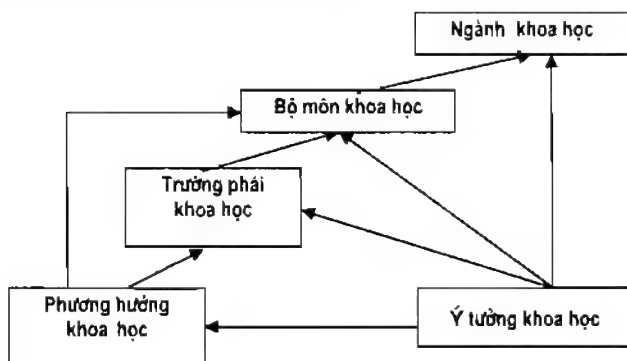 Ngành khoa học
Bộ môn khoa học
Trường phái
khoa học
Phương hướng
khoa học
Ý tưởng khoa học